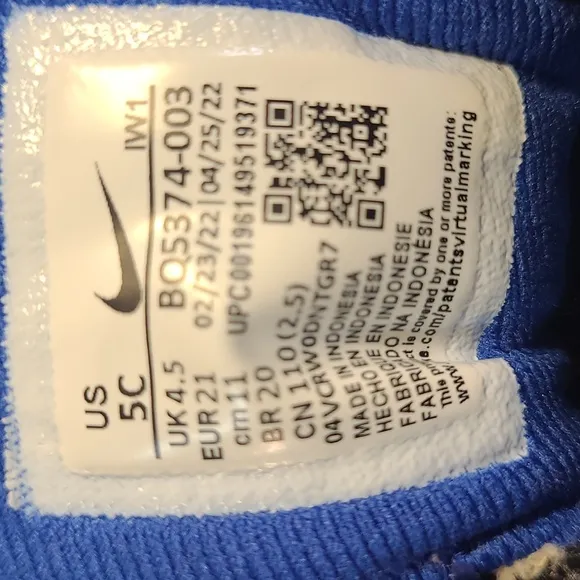 US
5C
IW1
UK 4.5 BQ5374-003
EUR 21 02/23/22 | 04/25/22
cm 11 UPC00196149519371
BR 20
CN 110 (2.5)
04VCRW0DNTGR7
MADE IN INDONESIA
HECHO EN INDONESIA
FABRIQUÉ EN INDONESIE
FABRICADO NA INDONÉSIA
This product is covered by one or more patents:
www.nike.com/patentsvirtualmarking